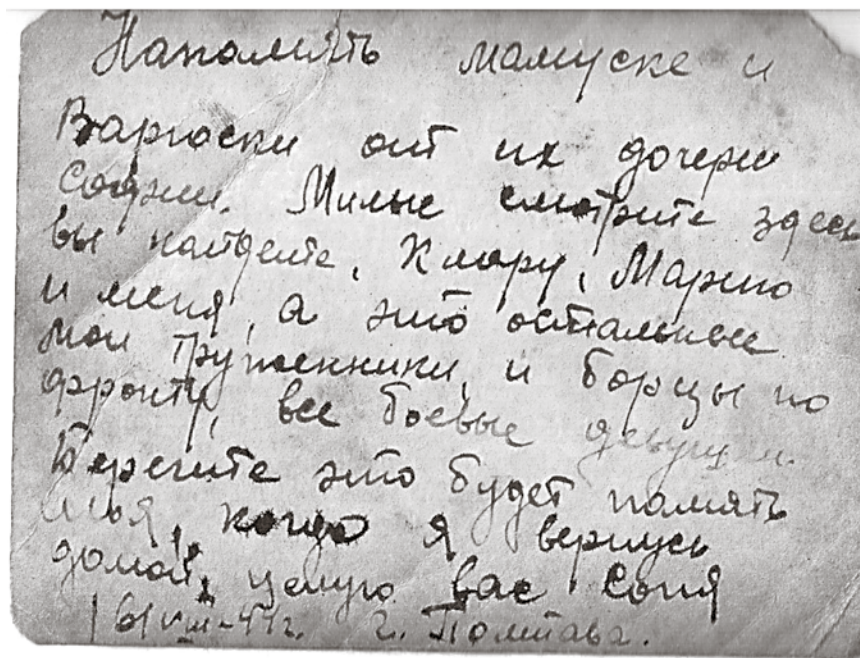 Напомять мамуске и
Варюски от их дочери
Софии. Милые смотрите здесь
вы найдете, Клару, Марию
и меня, а это остальные
мои труженики, и борцы по
фронту, все боевые девушки.
Берегите это будет память
моя, когда я вернусь
домой, целую вас Соня
16/VIII-44г. г. Полтава.